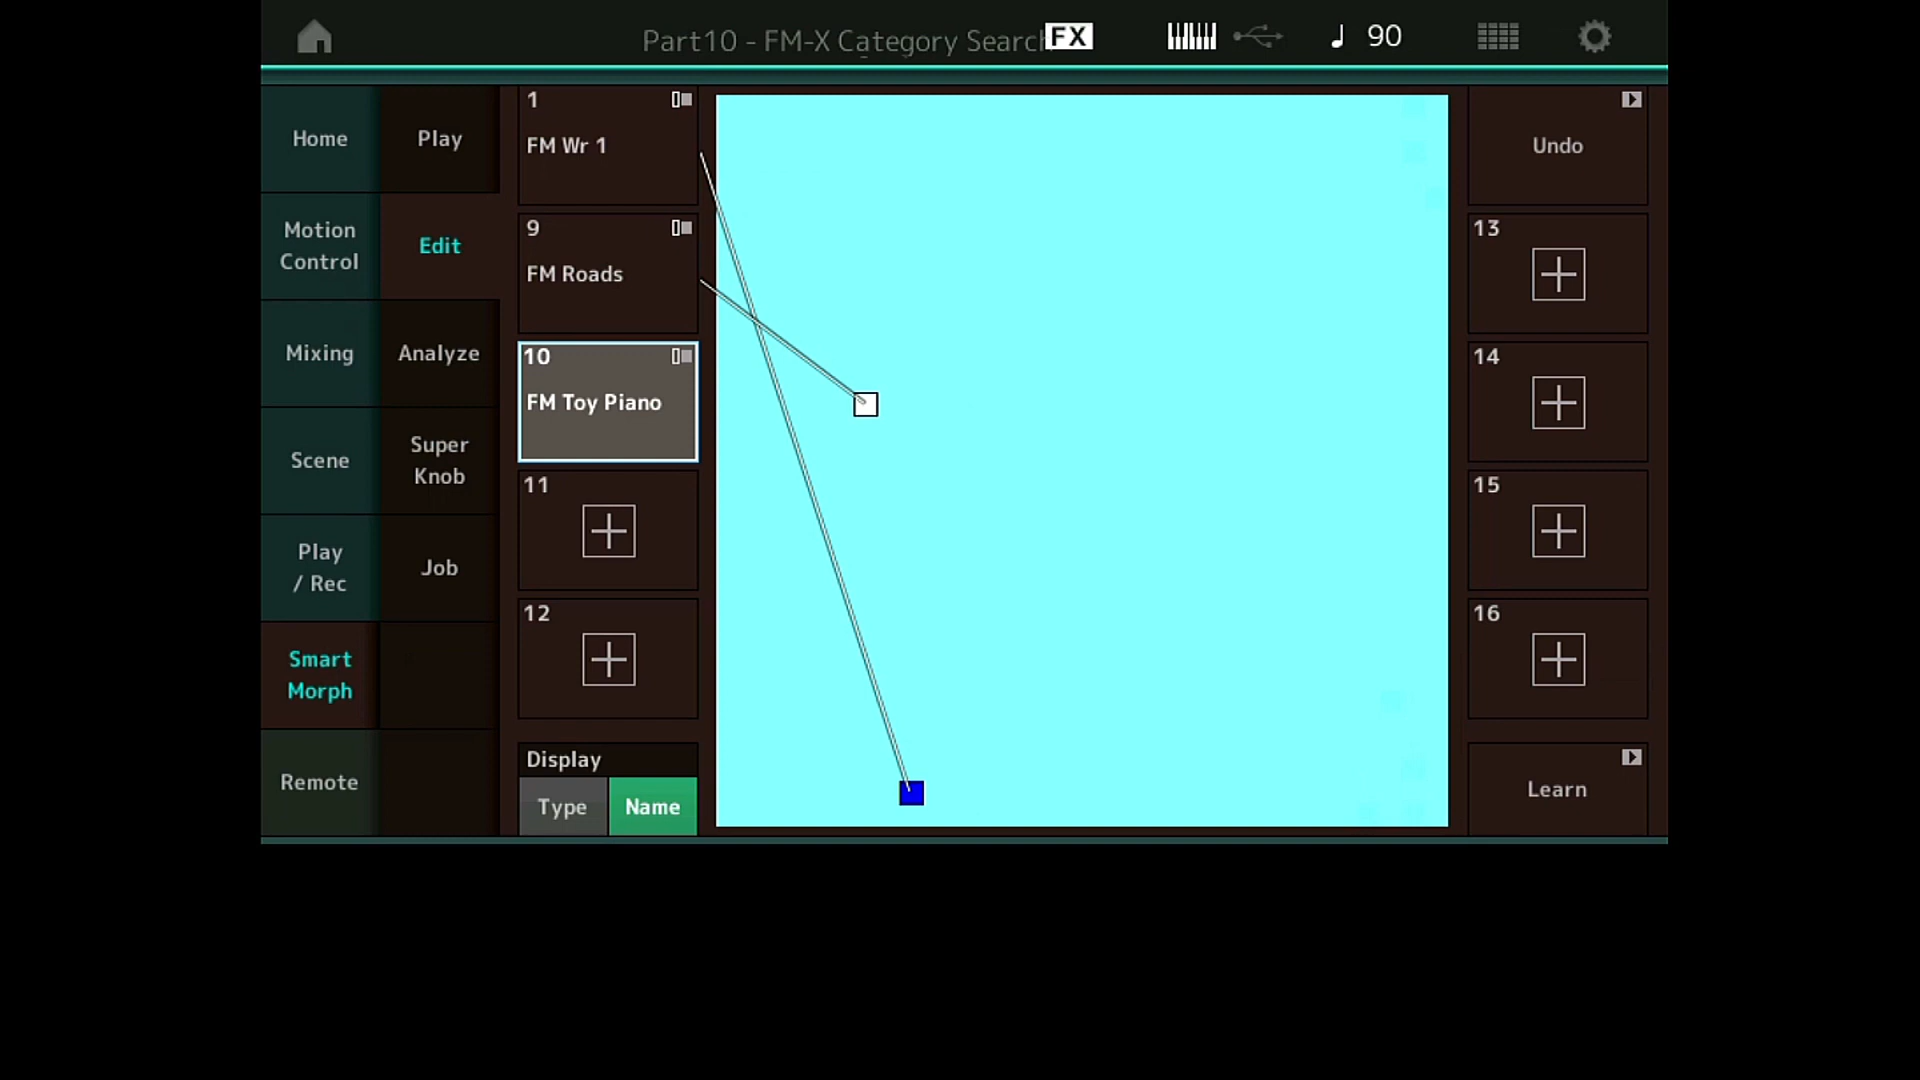 Part10 - FM-X Category Search FX 90
Home
Play
Motion
Control
Edit
Mixing
Analyze
Scene
Super
Knob
Play
/ Rec
Job
Smart
Morph
Remote
1
FM Wr 1
9
FM Roads
10
FM Toy Piano
11
12
Display
Type
Name
Undo
13
14
15
16
Learn